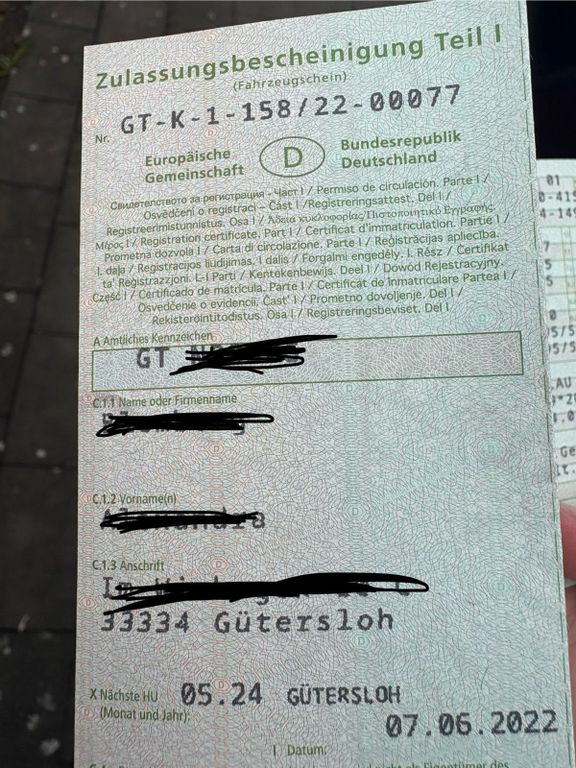 Zulassungsbescheinigung Teil I
(Fahrzeugschein)
Nr. GT-K-1-158/22-00077
Europäische Gemeinschaft
D
Bundesrepublik Deutschland
Свидетелство за регистрация - Част I / Permiso de circulación. Parte I /
Osvědčení o registraci - Část I /Registreringsattest. Del I /
Registreerimistunnistus. Osa I / Άδεια κυκλοφορίας/Πιστοποιητικό Εγγραφής.
Μέρος I / Registration certificate. Part I / Certificat d'immatriculation. Partie I /
Prometna dozvola I / Carta di circolazione. Parte I / Reģistrācijas apliecība.
I. daļa / Registracijos liudijimas. I dalis / Forgalmi engedély. I. Rész / Ċertifikat
ta' Reġistrazzjoni. L-I Parti / Kentekenbewijs. Deel I / Dowód Rejestracyjny.
Część I / Certificado de matrícula. Parte I / Certificat de înmatriculare Partea I /
Osvedčenie o evidencii. Časť I / Prometno dovoljenje. Del I /
Rekisteröintitodistus. Osa I / Registreringsbeviset. Del I
A Amtliches Kennzeichen
GT
C.1.1 Name oder Firmenname
C.1.2 Vorname(n)
C.1.3 Anschrift
33334 Gütersloh
X Nächste HU
(Monat und Jahr):
05.24 GÜTERSLOH
07.06.2022
I Datum: